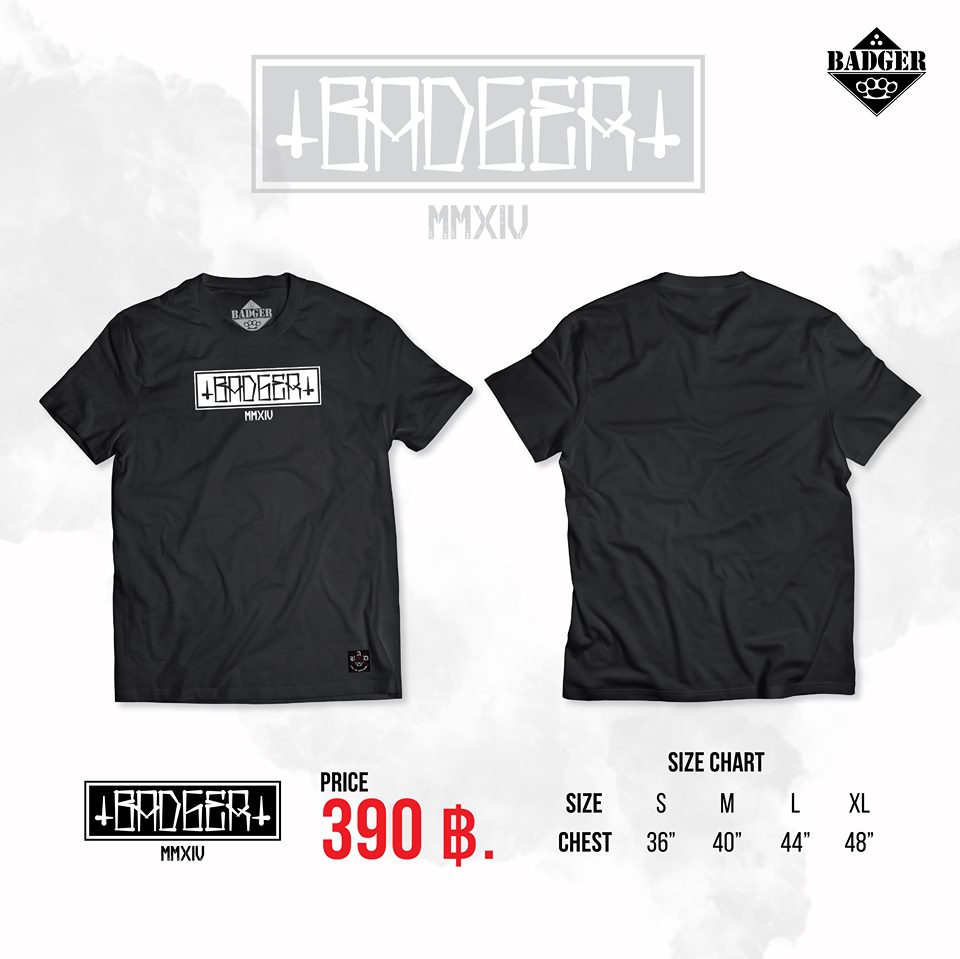 BADGER
BADGER
MMXIV
BADGER
BADGER
MMXIV
BADGER
MMXIV
PRICE
390 ฿.
SIZE CHART
SIZE S M L XL
CHEST 36” 40” 44” 48”